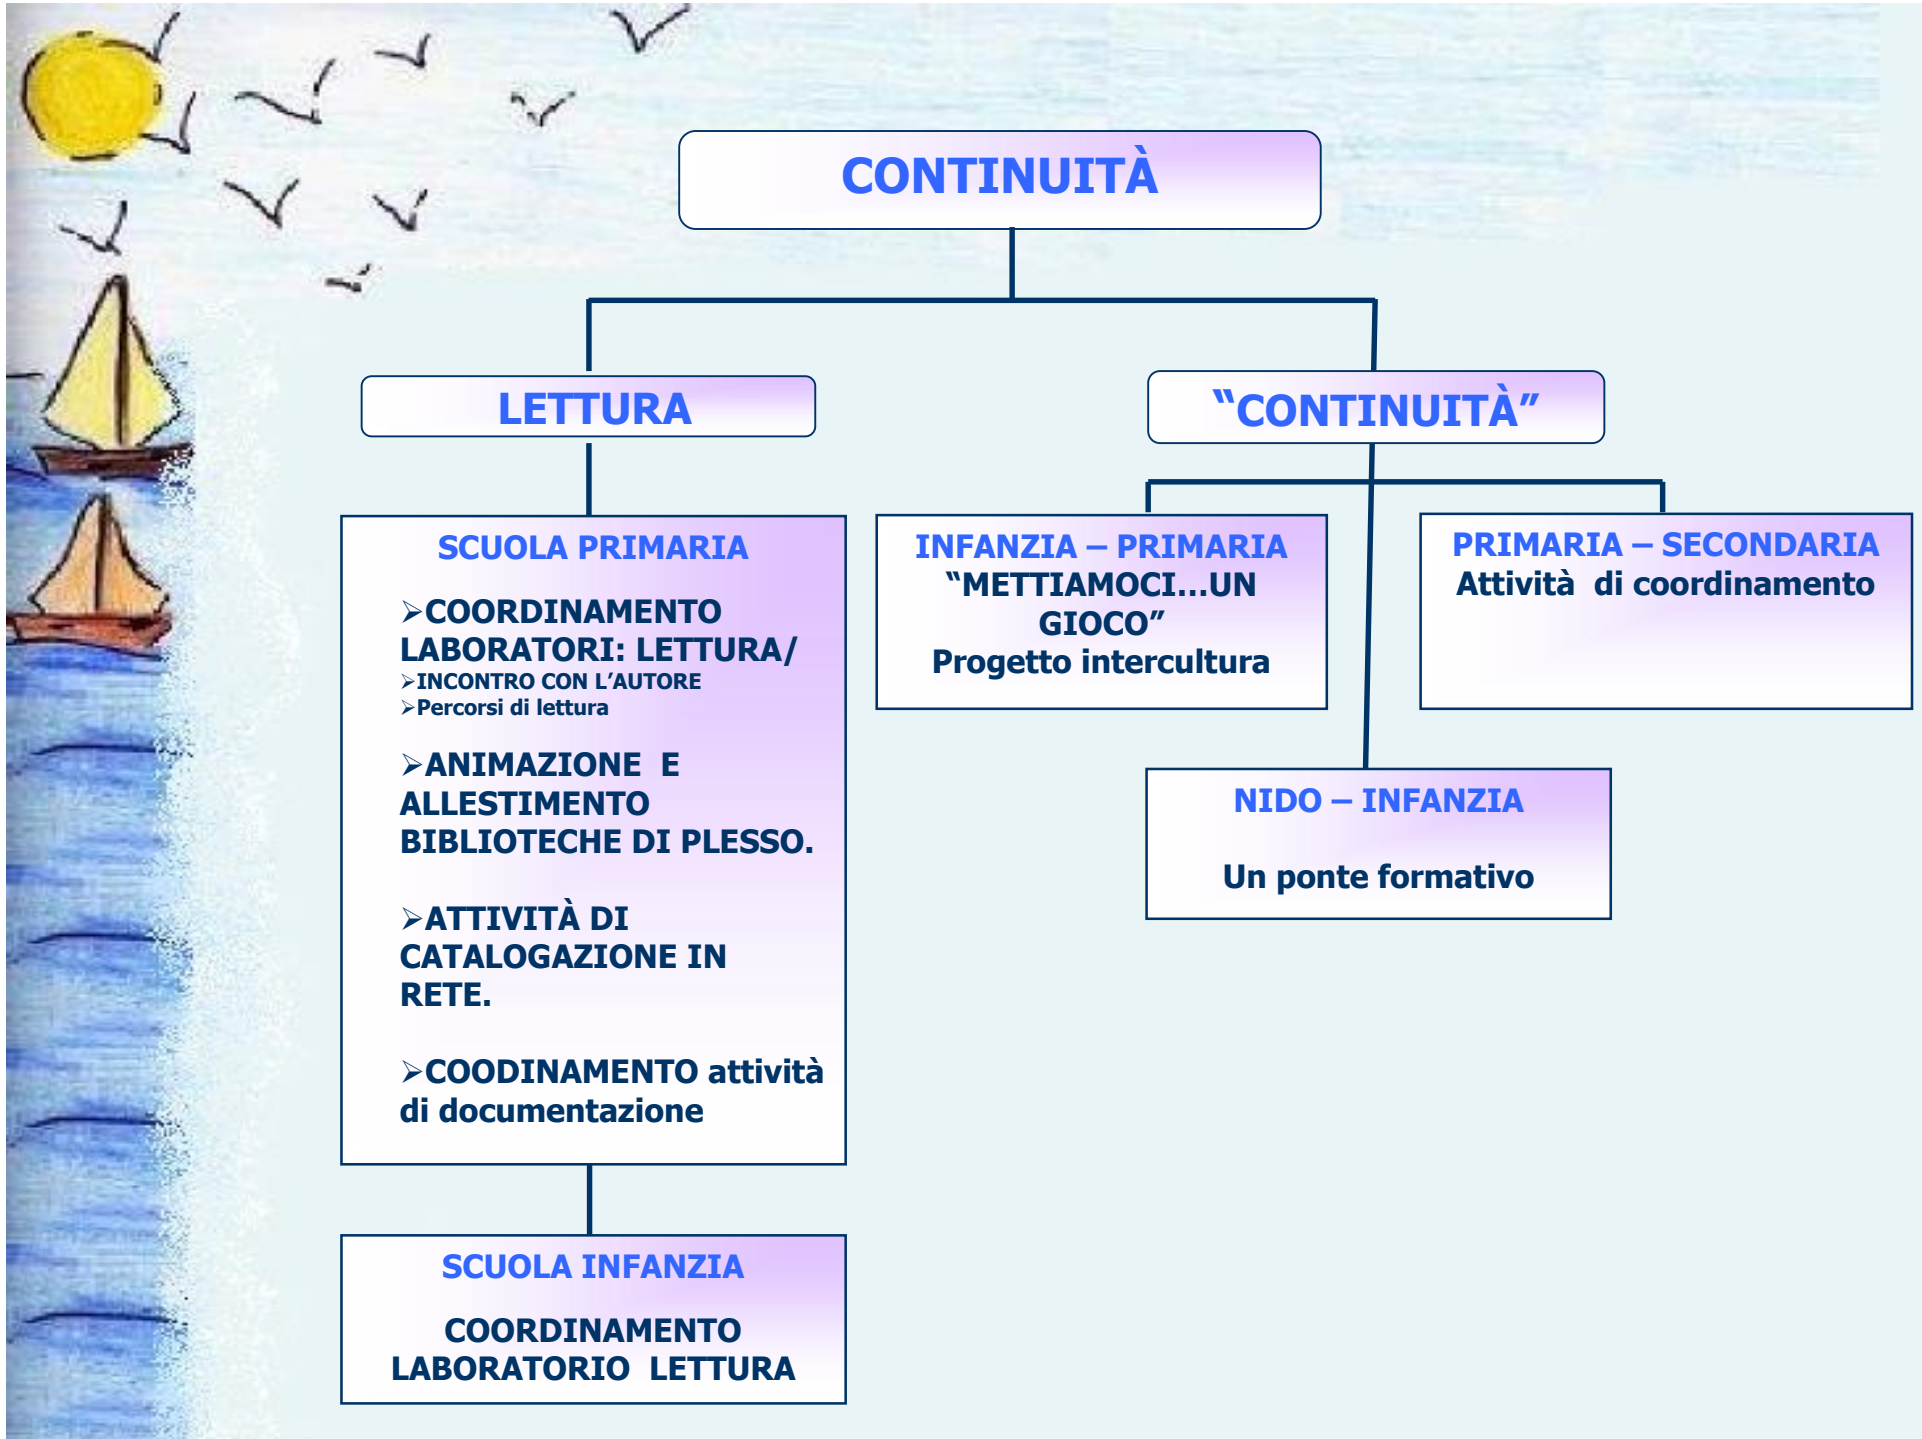 CONTINUITÀ
LETTURA
“CONTINUITÀ”
SCUOLA PRIMARIA
➢COORDINAMENTO
LABORATORI: LETTURA/
➢INCONTRO CON L’AUTORE
➢Percorsi di lettura
➢ANIMAZIONE E
ALLESTIMENTO
BIBLIOTECHE DI PLESSO.
➢ATTIVITÀ DI
CATALOGAZIONE IN
RETE.
➢COODINAMENTO attività
di documentazione
SCUOLA INFANZIA
COORDINAMENTO
LABORATORIO LETTURA
INFANZIA – PRIMARIA
“METTIAMOCI…UN
GIOCO”
Progetto intercultura
PRIMARIA – SECONDARIA
Attività di coordinamento
NIDO – INFANZIA
Un ponte formativo